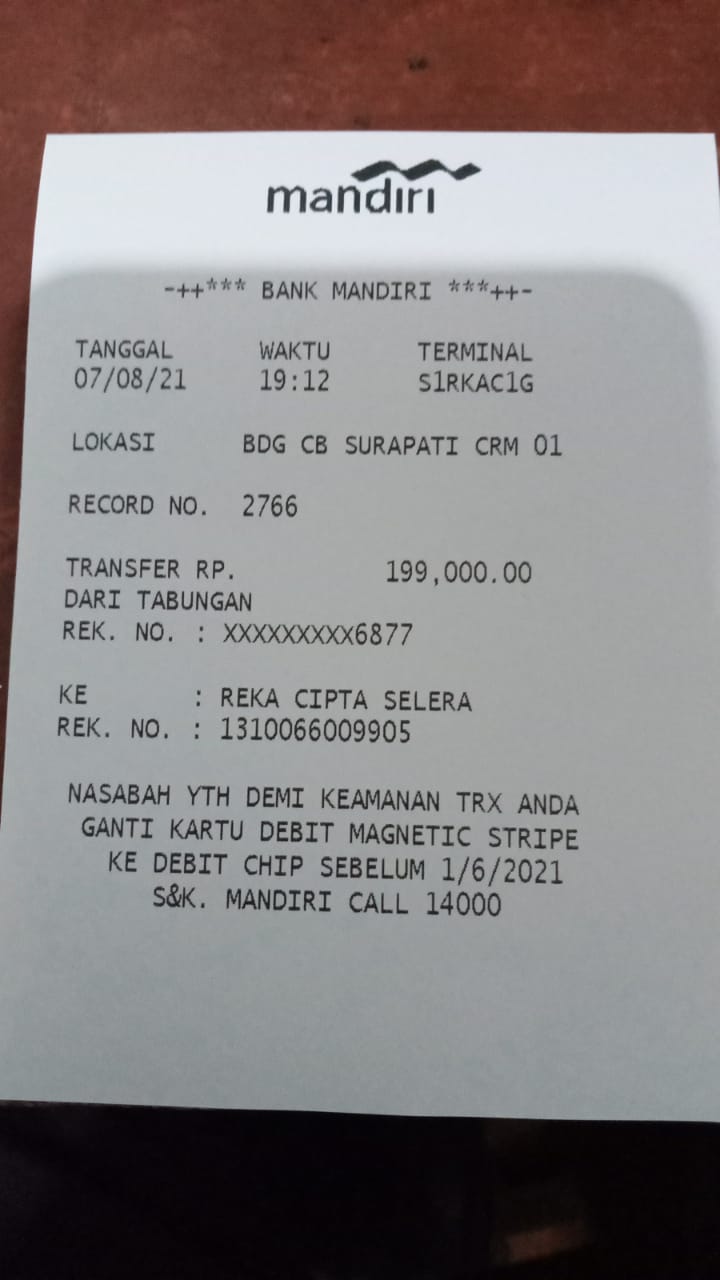 mandiri
-++*** BANK MANDIRI ***++-
TANGGAL WAKTU TERMINAL
07/08/21 19:12 S1RKAC1G
LOKASI BDG CB SURAPATI CRM 01
RECORD NO. 2766
TRANSFER RP. 199,000.00
DARI TABUNGAN
REK. NO. : XXXXXXXXX6877
KE : REKA CIPTA SELERA
REK. NO. : 1310066009905
NASABAH YTH DEMI KEAMANAN TRX ANDA
GANTI KARTU DEBIT MAGNETIC STRIPE
KE DEBIT CHIP SEBELUM 1/6/2021
S&K. MANDIRI CALL 14000